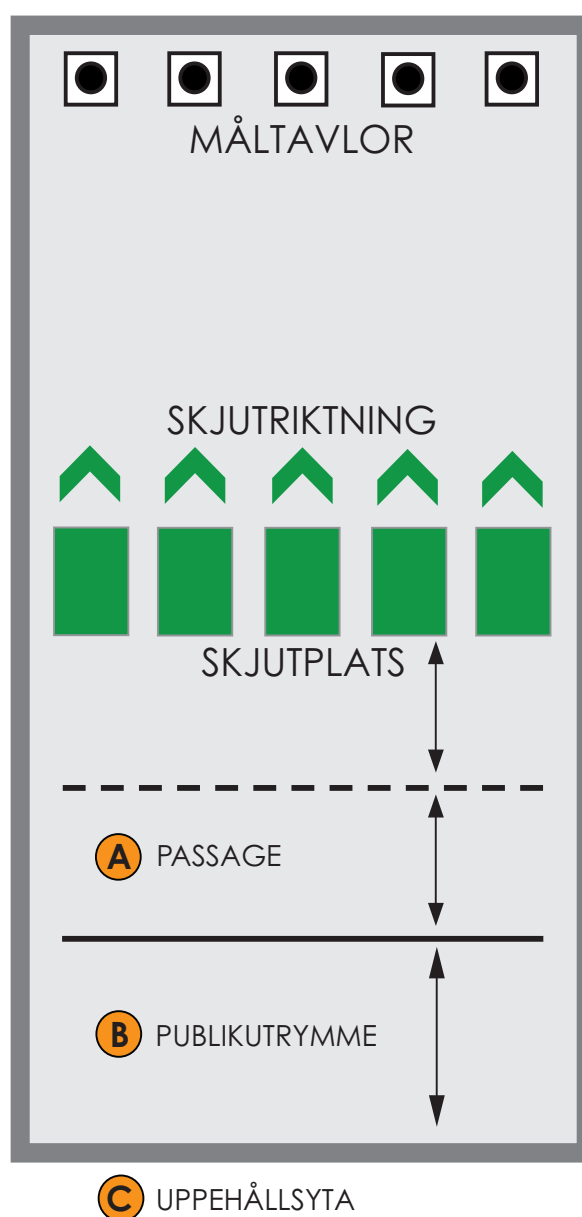 MÅLTAVLOR
SKJUTRIKTNING
SKJUTPLATS
A PASSAGE
B PUBLIKUTRYMME
C UPPEHÅLLSYTA